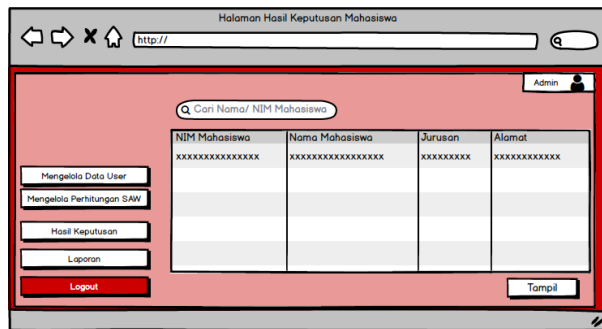 Halaman Hasil Keputusan Mahasiswa
http://
Admin
Cari Nama/ NIM Mahasiswa
NIM Mahasiswa Nama Mahasiswa Jurusan Alamat
xxxxxxxxxxxxxxx xxxxxxxxxxxxxxxxx xxxxxxxxx xxxxxxxxxxxx
Mengelola Data User
Mengelola Perhitungan SAW
Hasil Keputusan
Laporan
Logout
Tampil